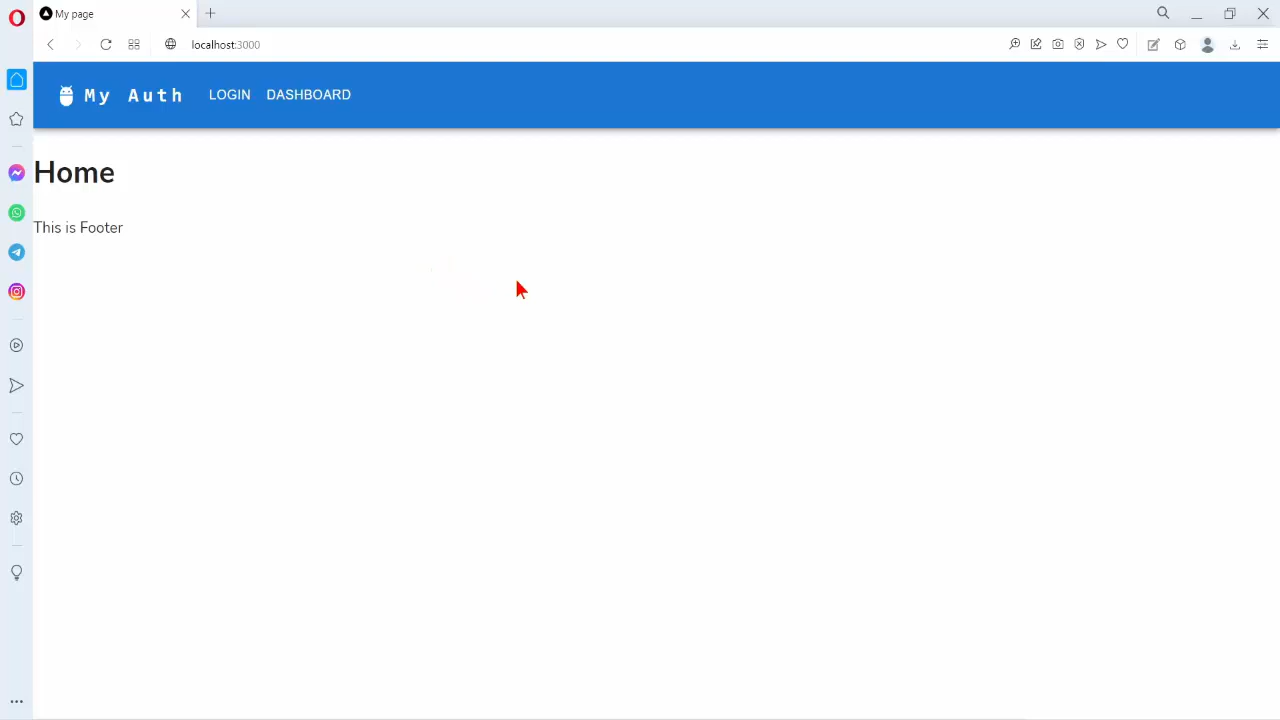 My page
localhost:3000
My Auth LOGIN DASHBOARD
Home
This is Footer